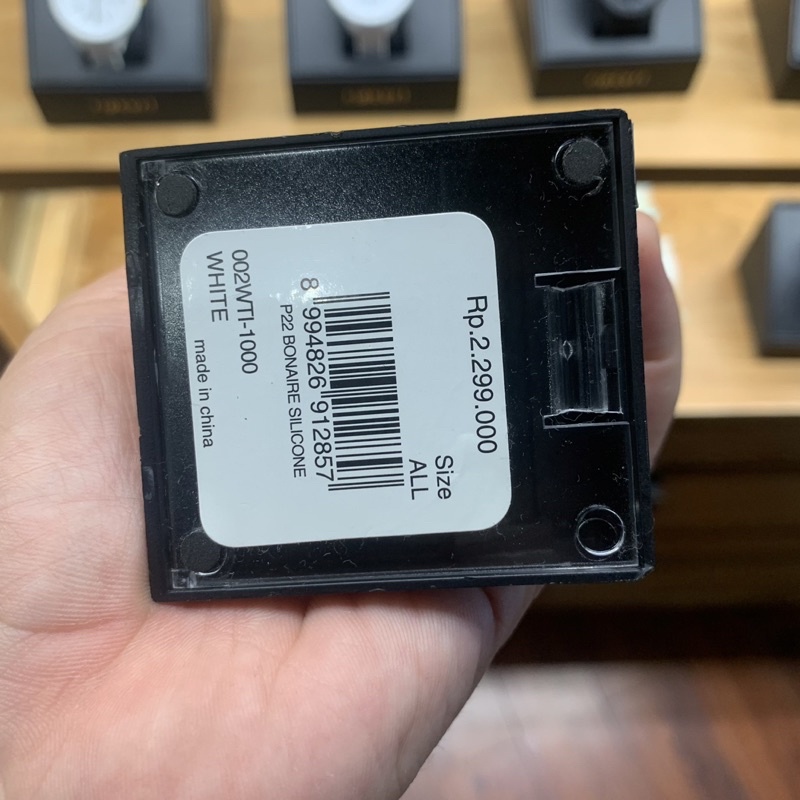 Rp.2.299.000
Size
ALL
8 994826 912857
P22 BONAIRE SILICONE
002WTI-1000
WHITE
made in china